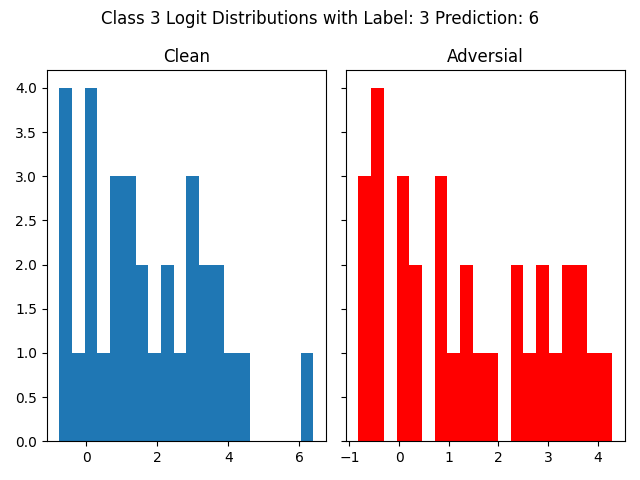 Class 3 Logit Distributions with Label: 3 Prediction: 6
Clean
Adversial
4.0
3.5
3.0
2.5
2.0
1.5
1.0
0.5
0.0
0 2 4 6
−1 0 1 2 3 4